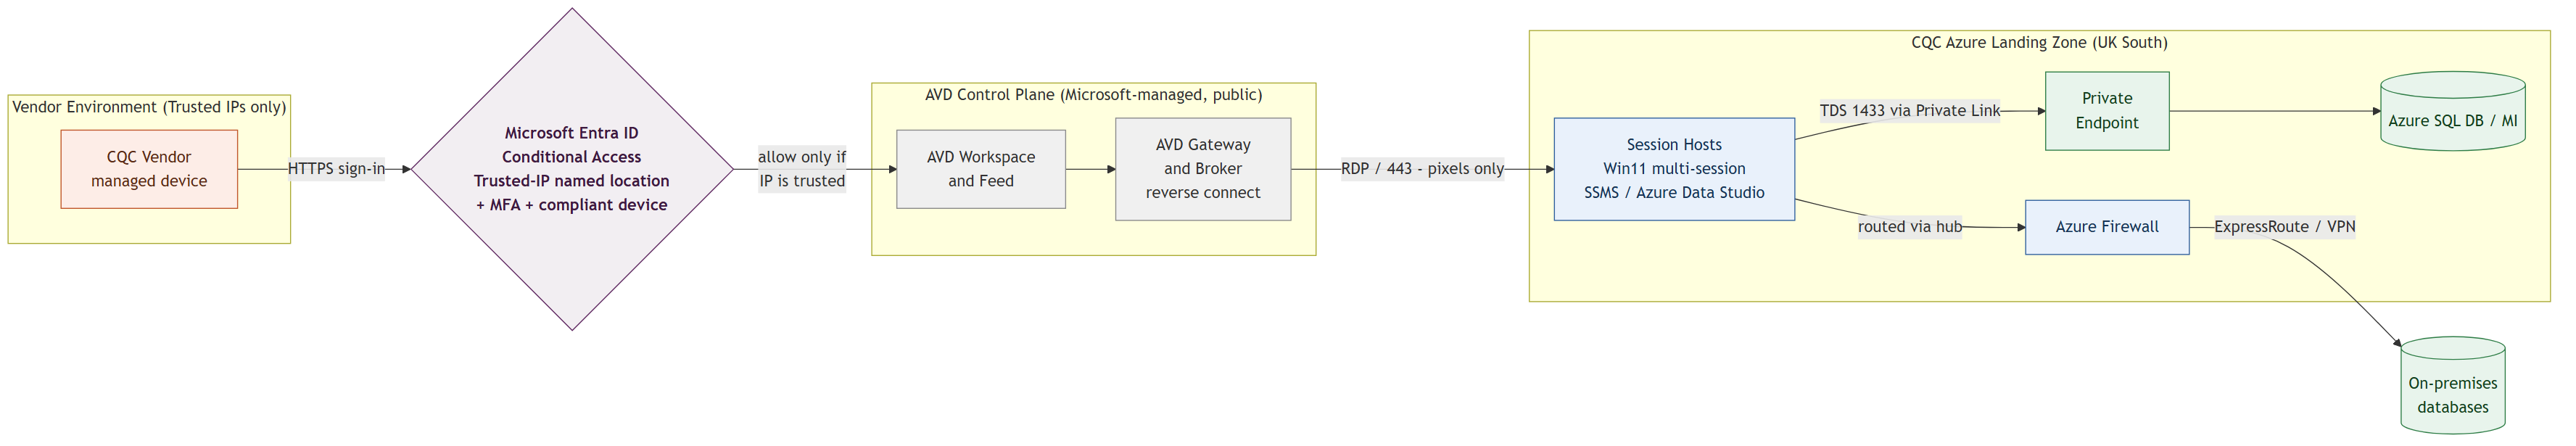 Vendor Environment (Trusted IPs only)
CQC Vendor
managed device
HTTPS sign-in
Microsoft Entra ID
Conditional Access
Trusted-IP named location
+ MFA + compliant device
allow only if
IP is trusted
AVD Control Plane (Microsoft-managed, public)
AVD Workspace
and Feed
AVD Gateway
and Broker
reverse connect
RDP / 443 - pixels only
CQC Azure Landing Zone (UK South)
Session Hosts
Win11 multi-session
SSMS / Azure Data Studio
TDS 1433 via Private Link
Private
Endpoint
Azure SQL DB / MI
routed via hub
Azure Firewall
ExpressRoute / VPN
On-premises
databases